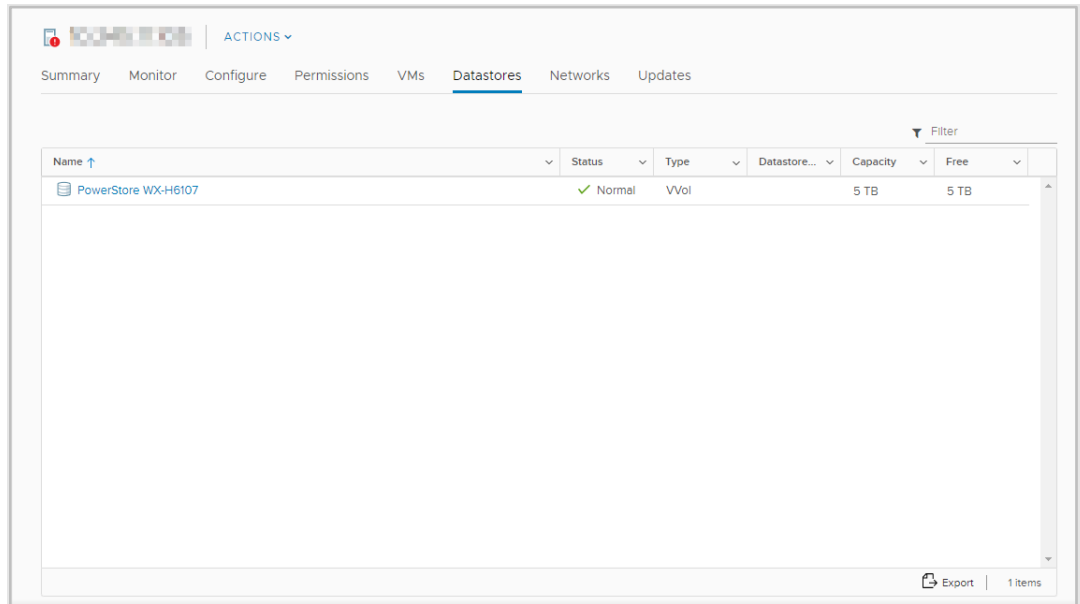 ACTIONS
Summary Monitor Configure Permissions VMs Datastores Networks Updates
Filter
Name Status Type Datastore... Capacity Free
PowerStore WX-H6107 Normal VVol 5 TB 5 TB
Export 1 items